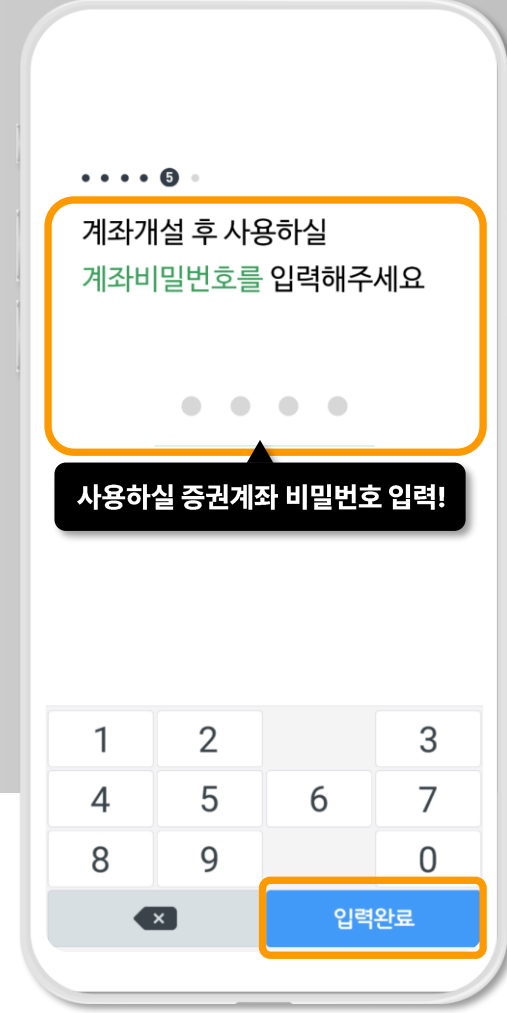 5
계좌개설 후 사용하실
계좌비밀번호를 입력해주세요
사용하실 증권계좌 비밀번호 입력!
1 2 3
4 5 6 7
8 9 0
입력완료